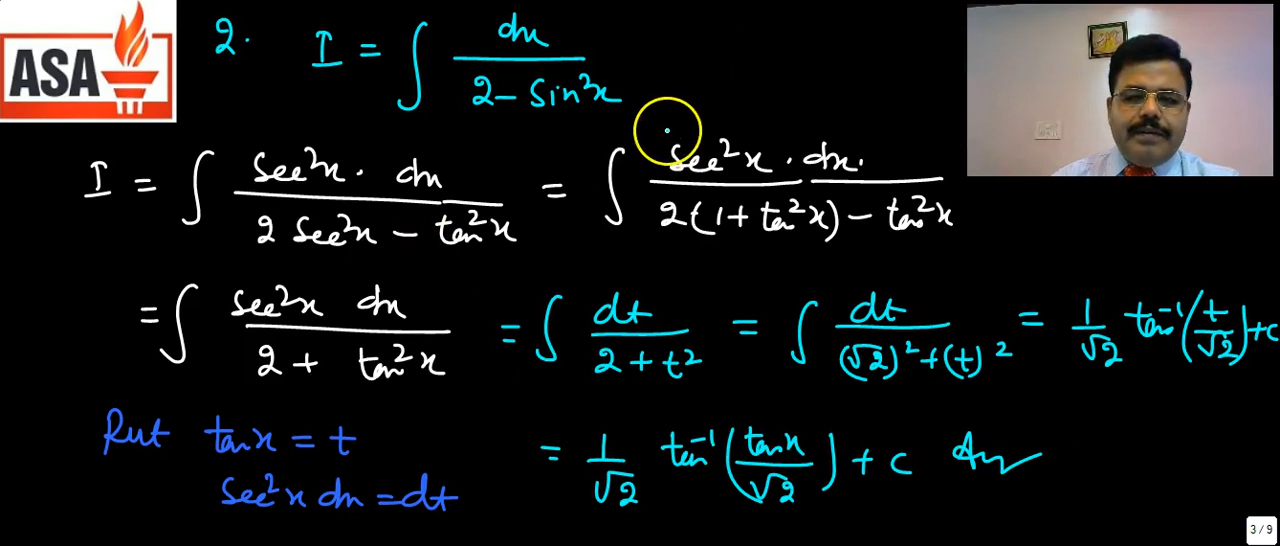 ASA
2. I = ∫ dx / (2 - Sin²x)
I = ∫ Sec²x · dx / (2 Sec²x - tan²x) = ∫ Sec²x · dx · / (2(1 + tan²x) - tan²x)
= ∫ Sec²x dx / (2 + tan²x) = ∫ dt / (2 + t²) = ∫ dt / ((√2)² + (t)²) = 1/√2 tan⁻¹(t/√2) + c
Put tanx = t
Sec²x dx = dt
= 1/√2 tan⁻¹(tanx/√2) + c Ans
3 / 9